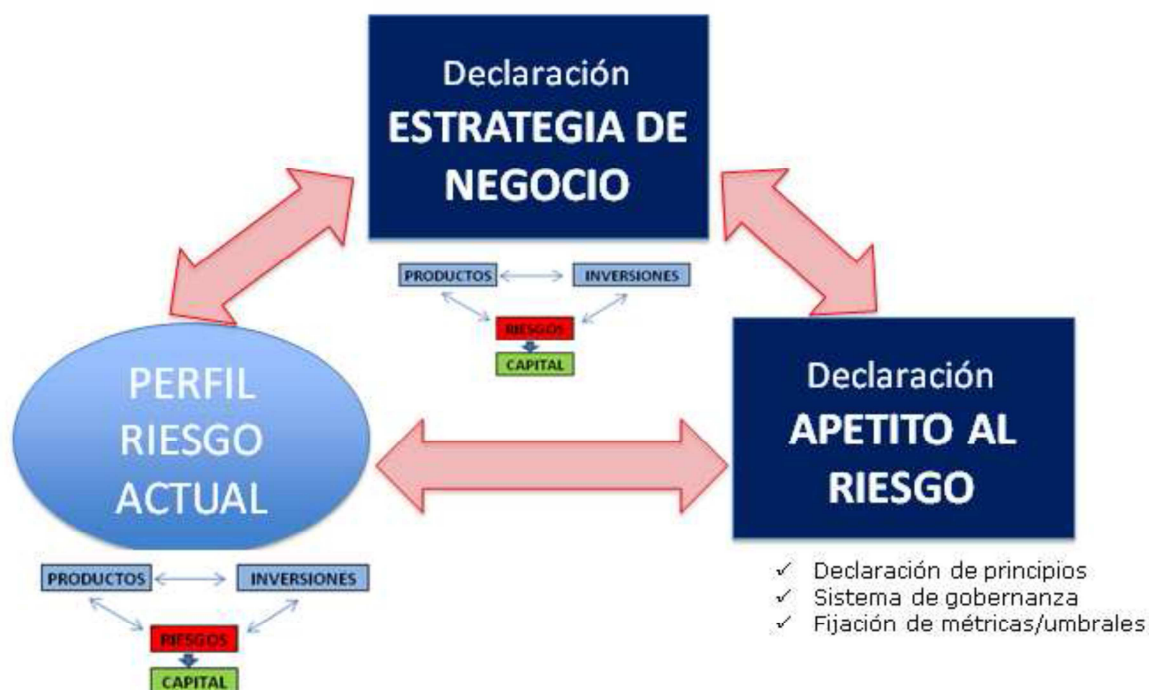 Declaración
ESTRATEGIA DE
NEGOCIO
PRODUCTOS
INVERSIONES
RIESGOS
CAPITAL
PERFIL
RIESGO
ACTUAL
Declaración
APETITO AL
RIESGO
PRODUCTOS
INVERSIONES
RIESGOS
CAPITAL
✓ Declaración de principios
✓ Sistema de gobernanza
✓ Fijación de métricas/umbrales